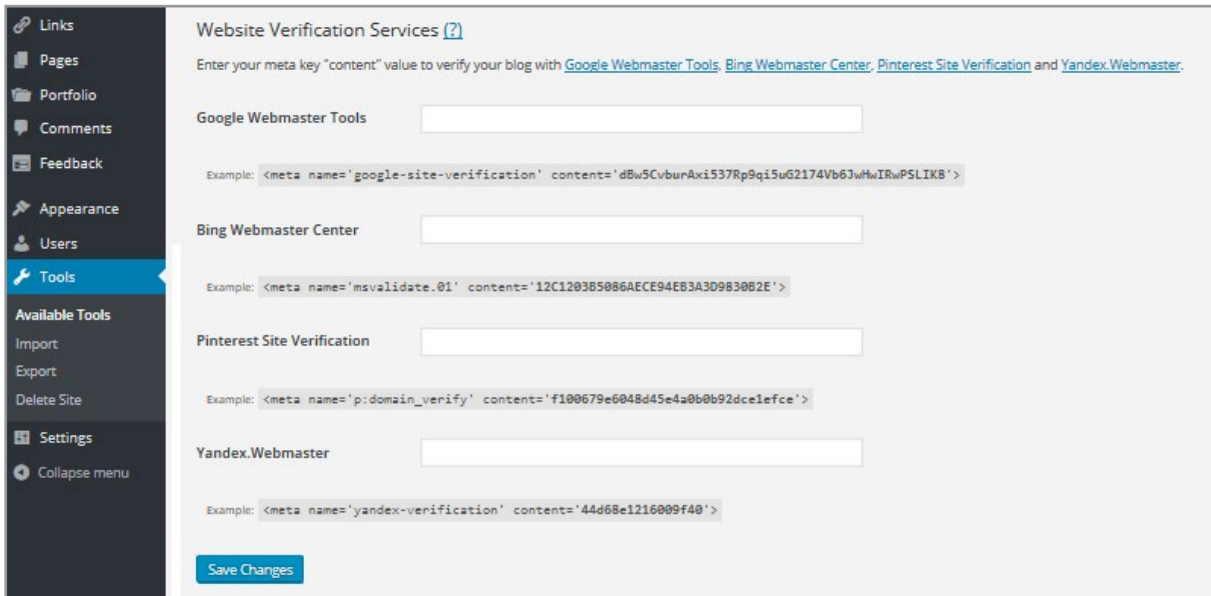 Links
Pages
Portfolio
Comments
Feedback
Appearance
Users
Tools
Available Tools
Import
Export
Delete Site
Settings
Collapse menu
Website Verification Services (?)
Enter your meta key "content" value to verify your blog with Google Webmaster Tools, Bing Webmaster Center, Pinterest Site Verification and Yandex.Webmaster.
Google Webmaster Tools
Example: <meta name='google-site-verification' content='dBw5CvburAxi537Rp9qi5uG2174Vb6JwHwIRwPSLIK8'>
Bing Webmaster Center
Example: <meta name='msvalidate.01' content='12C1203B5086AECE94EB3A3D9830B2E'>
Pinterest Site Verification
Example: <meta name='p:domain_verify' content='f100679e6048d45e4a0b0b92dce1efce'>
Yandex.Webmaster
Example: <meta name='yandex-verification' content='44d68e1216009f40'>
Save Changes